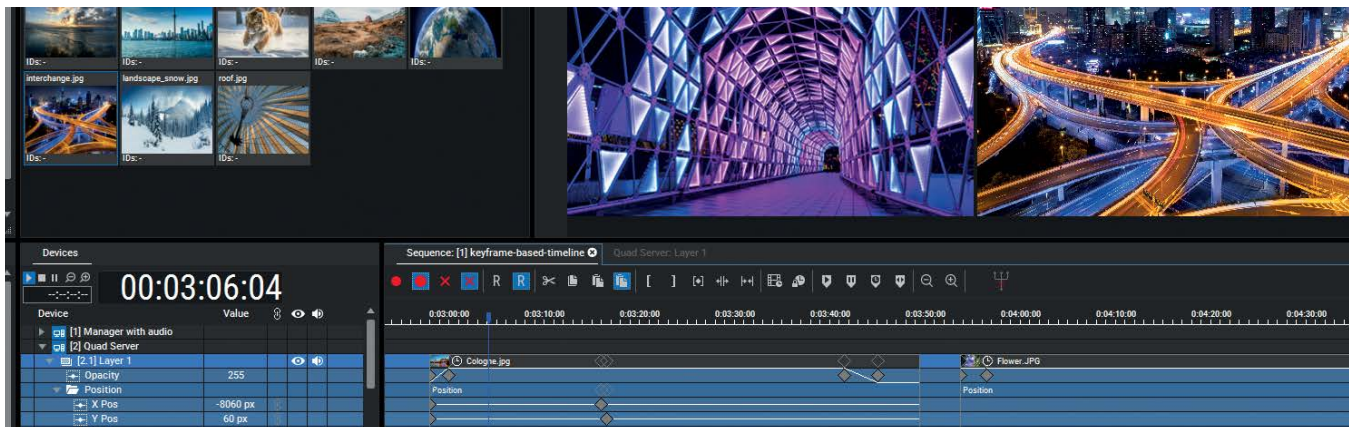 IDs:-
IDs:-
IDs:-
IDs:-
IDs:-
interchange.jpg
landscape_snow.jpg
roof.jpg
IDs:-
IDs:-
IDs:-
Devices
Sequence: [1] keyframe-based-timeline
Quad Server: Layer 1
--:--:--:--
00:03:06:04
R
R
[
]
Device
Value
0:03:00:00
0:03:10:00
0:03:20:00
0:03:30:00
0:03:40:00
0:03:50:00
0:04:00:00
0:04:10:00
0:04:20:00
0:04:30:00
[1] Manager with audio
[2] Quad Server
[2.1] Layer 1
Cologne.jpg
Flower.JPG
Opacity
255
Position
Position
Position
X Pos
-8060 px
Y Pos
60 px